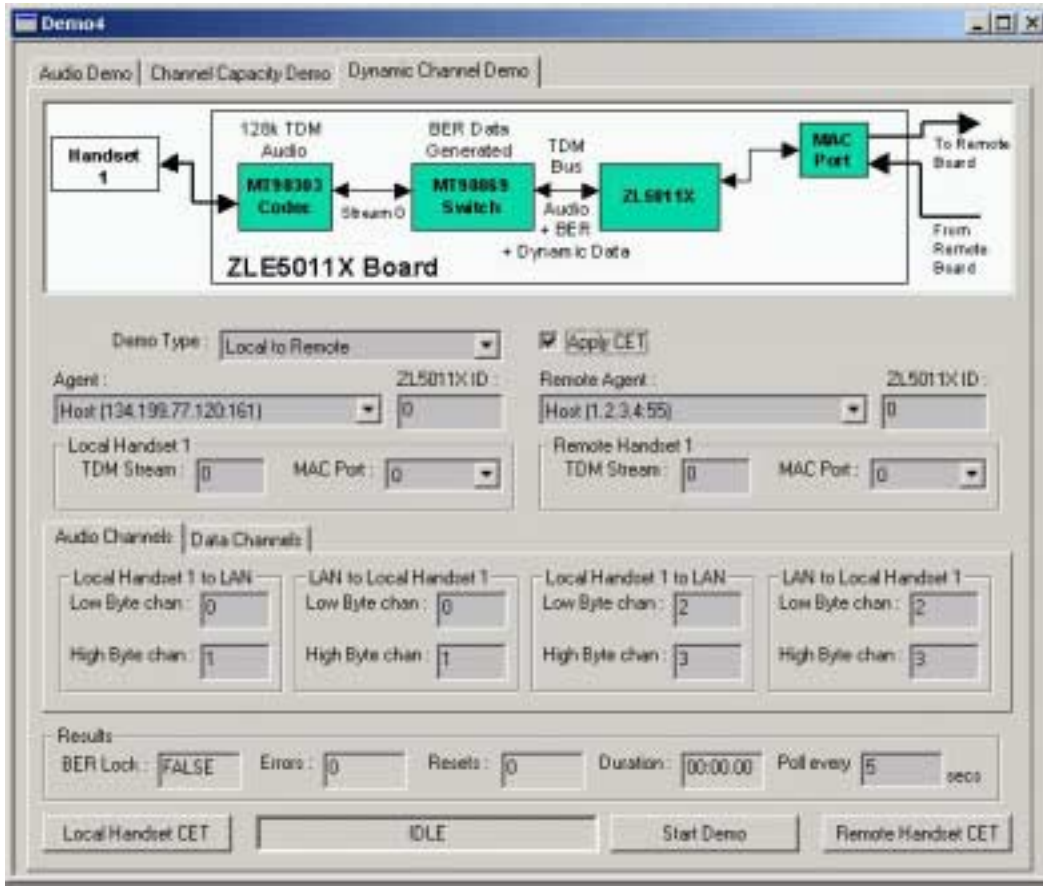 Demo4
Audio Demo
Channel Capacity Demo
Dynamic Channel Demo
128k TDM
Audio
BER Data
Generated
TDM
Bus
Handset
1
MT90303
Codec
Stream 0
MT90869
Switch
Audio
+ BER
+ Dynamic Data
ZL5011X
MAC
Port
To Remote
Board
From
Remote
Board
ZLE5011X Board
Demo Type : Local to Remote
Apply CET
Agent :
ZL5011X ID :
Remote Agent :
ZL5011X ID :
Host (134.199.77.120:161)
0
Host (1.2.3.4:55)
0
Local Handset 1
TDM Stream : 0
MAC Port : 0
Remote Handset 1
TDM Stream : 0
MAC Port : 0
Audio Channels
Data Channels
Local Handset 1 to LAN
Low Byte chan : 0
High Byte chan : 1
LAN to Local Handset 1
Low Byte chan : 0
High Byte chan : 1
Local Handset 1 to LAN
Low Byte chan : 2
High Byte chan : 3
LAN to Local Handset 1
Low Byte chan : 2
High Byte chan : 3
Results
BER Lock : FALSE
Errors : 0
Resets : 0
Duration : 00:00.00
Poll every 5 secs
Local Handset CET
IDLE
Start Demo
Remote Handset CET